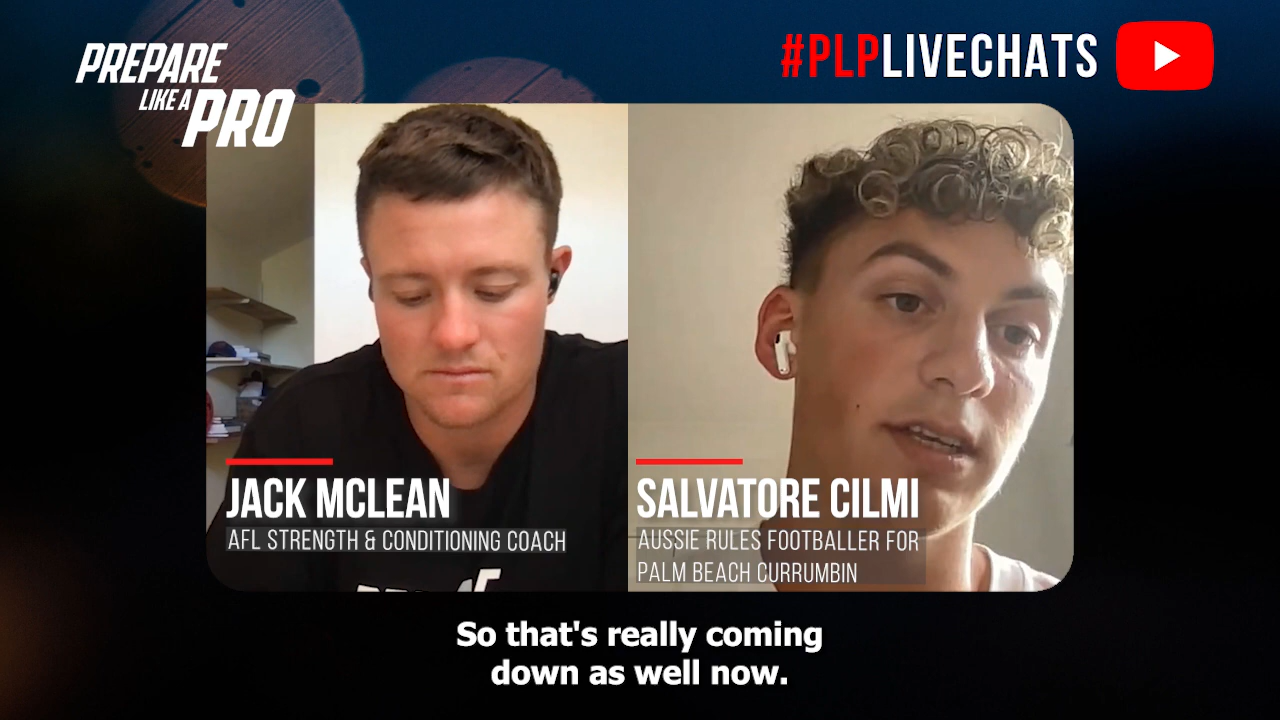 PREPARE
LIKE A
PRO
#PLPLIVECHATS
JACK MCLEAN
AFL STRENGTH & CONDITIONING COACH
SALVATORE CILMI
AUSSIE RULES FOOTBALLER FOR
PALM BEACH CURRUMBIN
So that's really coming
down as well now.